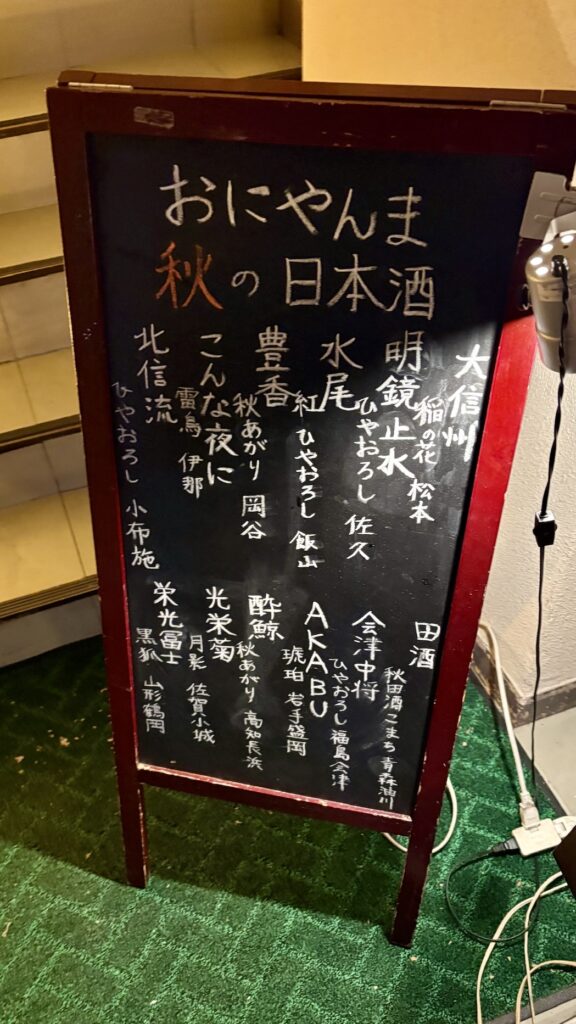 おにやんま
秋の日本酒
大信州
稲の花 松本
明鏡止水
ひやおろし 佐久
水尾
紅 ひやおろし 飯山
豊香
秋あがり 岡谷
こんな夜に
雷鳥 伊那
北信流
ひやおろし 小布施
田酒
秋田酒こまち 青森油川
会津中将
ひやおろし 福島会津
AKABU
琥珀 岩手盛岡
酔鯨
秋あがり 高知長浜
光栄菊
月影 佐賀小城
栄光冨士
黒狐 山形鶴岡